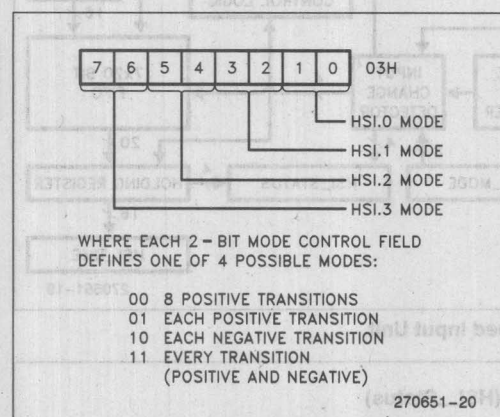 7 6 5 4 3 2 1 0 03H
HSI.0 MODE
HSI.1 MODE
HSI.2 MODE
HSI.3 MODE
WHERE EACH 2 – BIT MODE CONTROL FIELD
DEFINES ONE OF 4 POSSIBLE MODES:
00 8 POSITIVE TRANSITIONS
01 EACH POSITIVE TRANSITION
10 EACH NEGATIVE TRANSITION
11 EVERY TRANSITION
(POSITIVE AND NEGATIVE)
270651-20